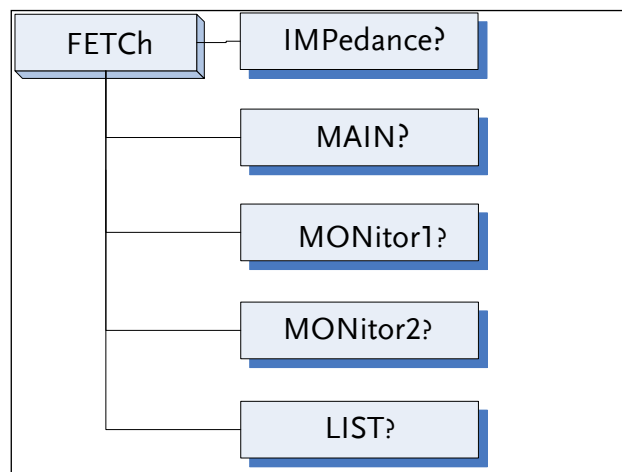 FETCh
IMPedance?
MAIN?
MONitor1?
MONitor2?
LIST?